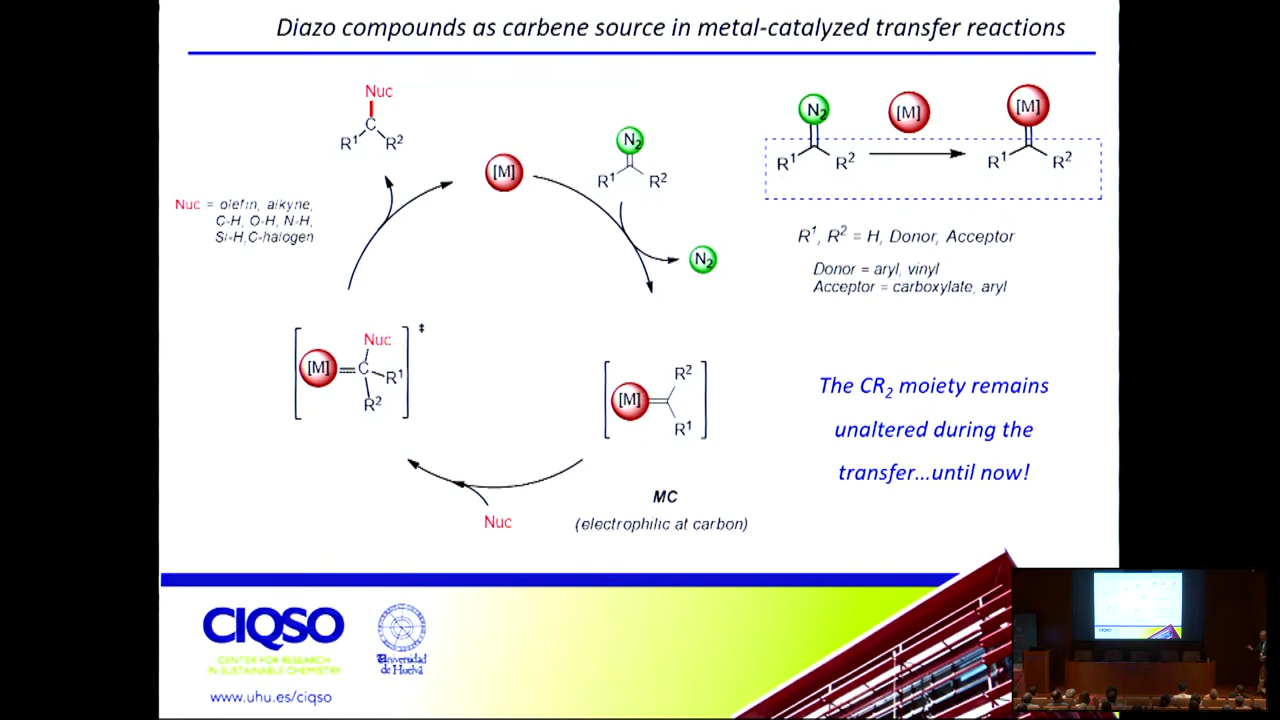 Diazo compounds as carbene source in metal-catalyzed transfer reactions
Nuc
C
R1 R2
[M]
N2
R1 R2
Nuc = olefin, alkyne,
C-H, O-H, N-H,
Si-H,C-halogen
N2
[M]
Nuc
C
R1
R2
‡
[M]
R2
R1
MC
(electrophilic at carbon)
Nuc
N2
R1 R2
[M]
[M]
R1 R2
R1, R2 = H, Donor, Acceptor
Donor = aryl, vinyl
Acceptor = carboxylate, aryl
The CR2 moiety remains
unaltered during the
transfer...until now!
CIQSO
CENTER FOR RESEARCH
IN SUSTAINABLE CHEMISTRY
www.uhu.es/ciqso
Universidad
de Huelva